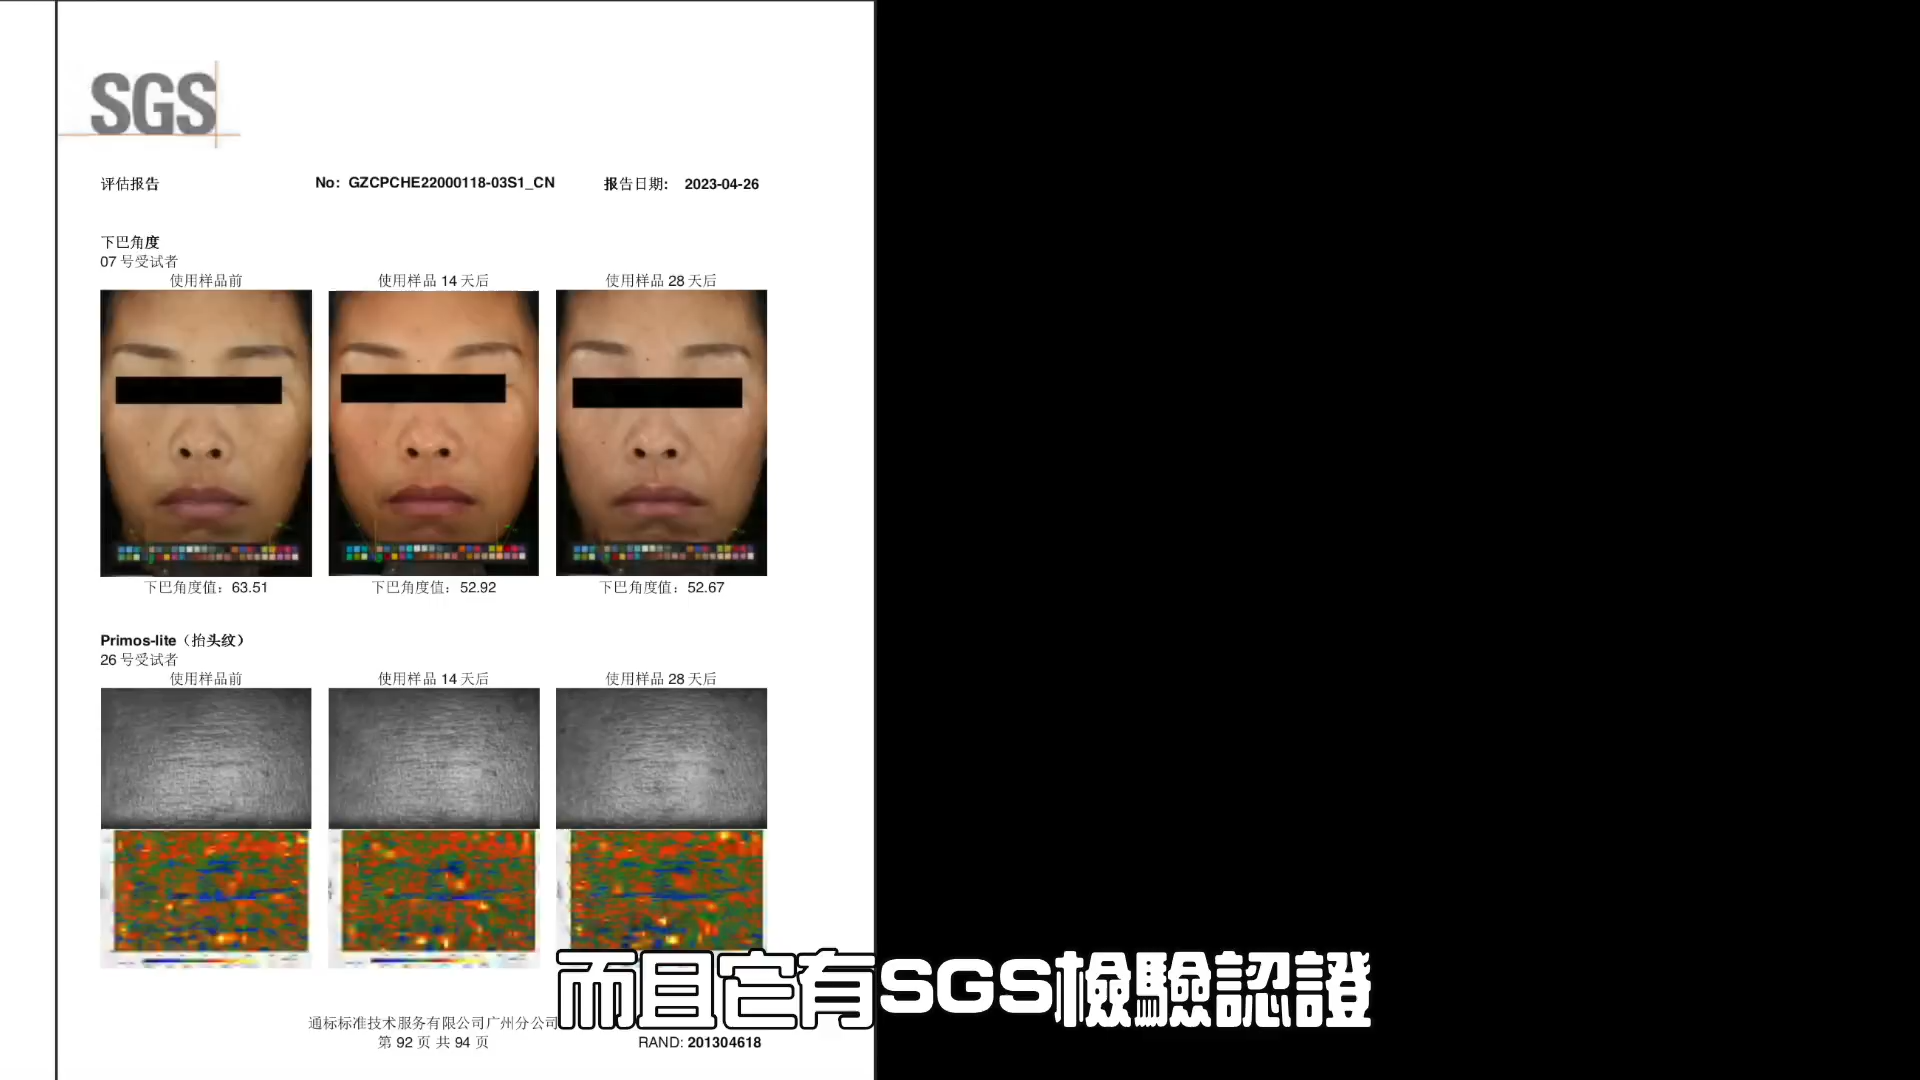 SGS
评估报告 No: GZCPCHE22000118-03S1_CN 报告日期: 2023-04-26
下巴角度
07 号受试者
使用样品前 使用样品 14 天后 使用样品 28 天后
下巴角度值：63.51 下巴角度值：52.92 下巴角度值：52.67
Primos-lite（抬头纹）
26 号受试者
使用样品前 使用样品 14 天后 使用样品 28 天后
而且它有SGS檢驗認證
通标标准技术服务有限公司广州分公司
第 92 页 共 94 页 RAND: 201304618